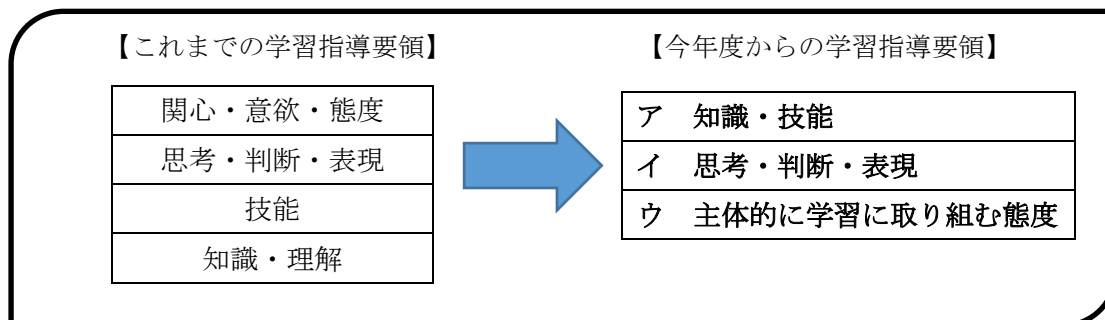 【これまでの学習指導要領】
関心・意欲・態度
思考・判断・表現
技能
知識・理解
【今年度からの学習指導要領】
ア 知識・技能
イ 思考・判断・表現
ウ 主体的に学習に取り組む態度